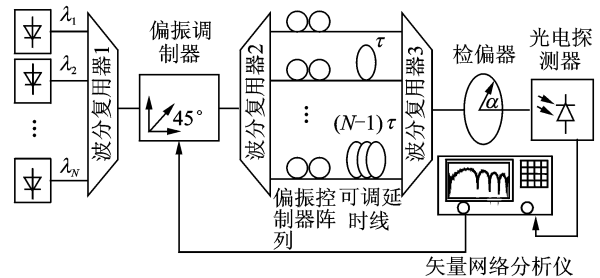 λ1
λ2
...
λN
波分复用器1
偏振调
制器
45°
波分复用器2
τ
...
(N−1)τ
偏振控
制器阵
列
可调延
时线
波分复用器3
检偏器
α
光电探
测器
矢量网络分析仪